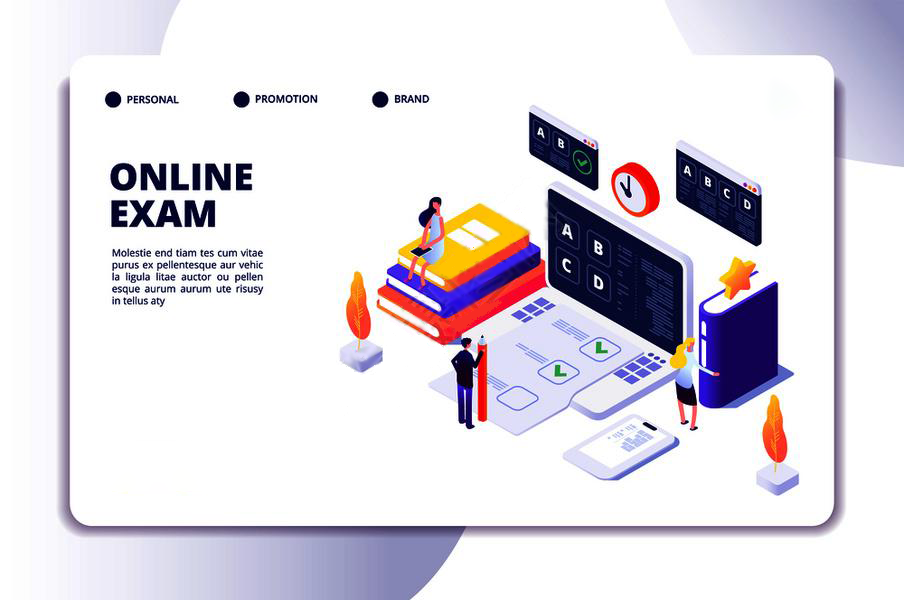 PERSONAL
PROMOTION
BRAND
ONLINE
EXAM
Molestie end tiam tes cum vitae
purus ex pellentesque aur vehic
la ligula litae auctor ou pellen
esque aurum aurum ute risusy
in tellus aty
A B
A B C D
A B
C D